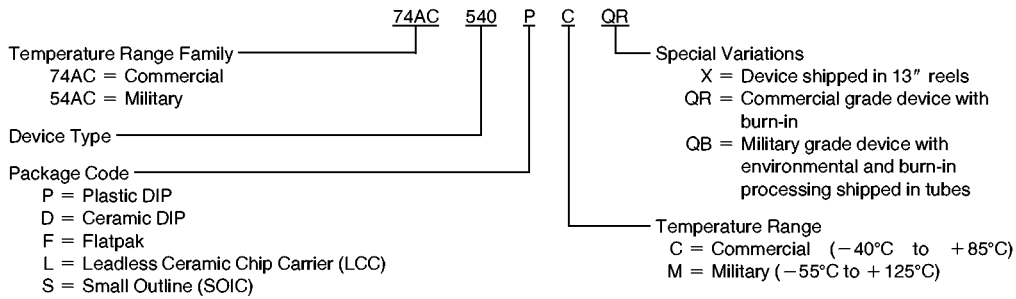 74AC 540 P C QR
Temperature Range Family
74AC = Commercial
54AC = Military
Device Type
Package Code
P = Plastic DIP
D = Ceramic DIP
F = Flatpak
L = Leadless Ceramic Chip Carrier (LCC)
S = Small Outline (SOIC)
Special Variations
X = Device shipped in 13″ reels
QR = Commercial grade device with
burn-in
QB = Military grade device with
environmental and burn-in
processing shipped in tubes
Temperature Range
C = Commercial (−40°C to +85°C)
M = Military (−55°C to +125°C)